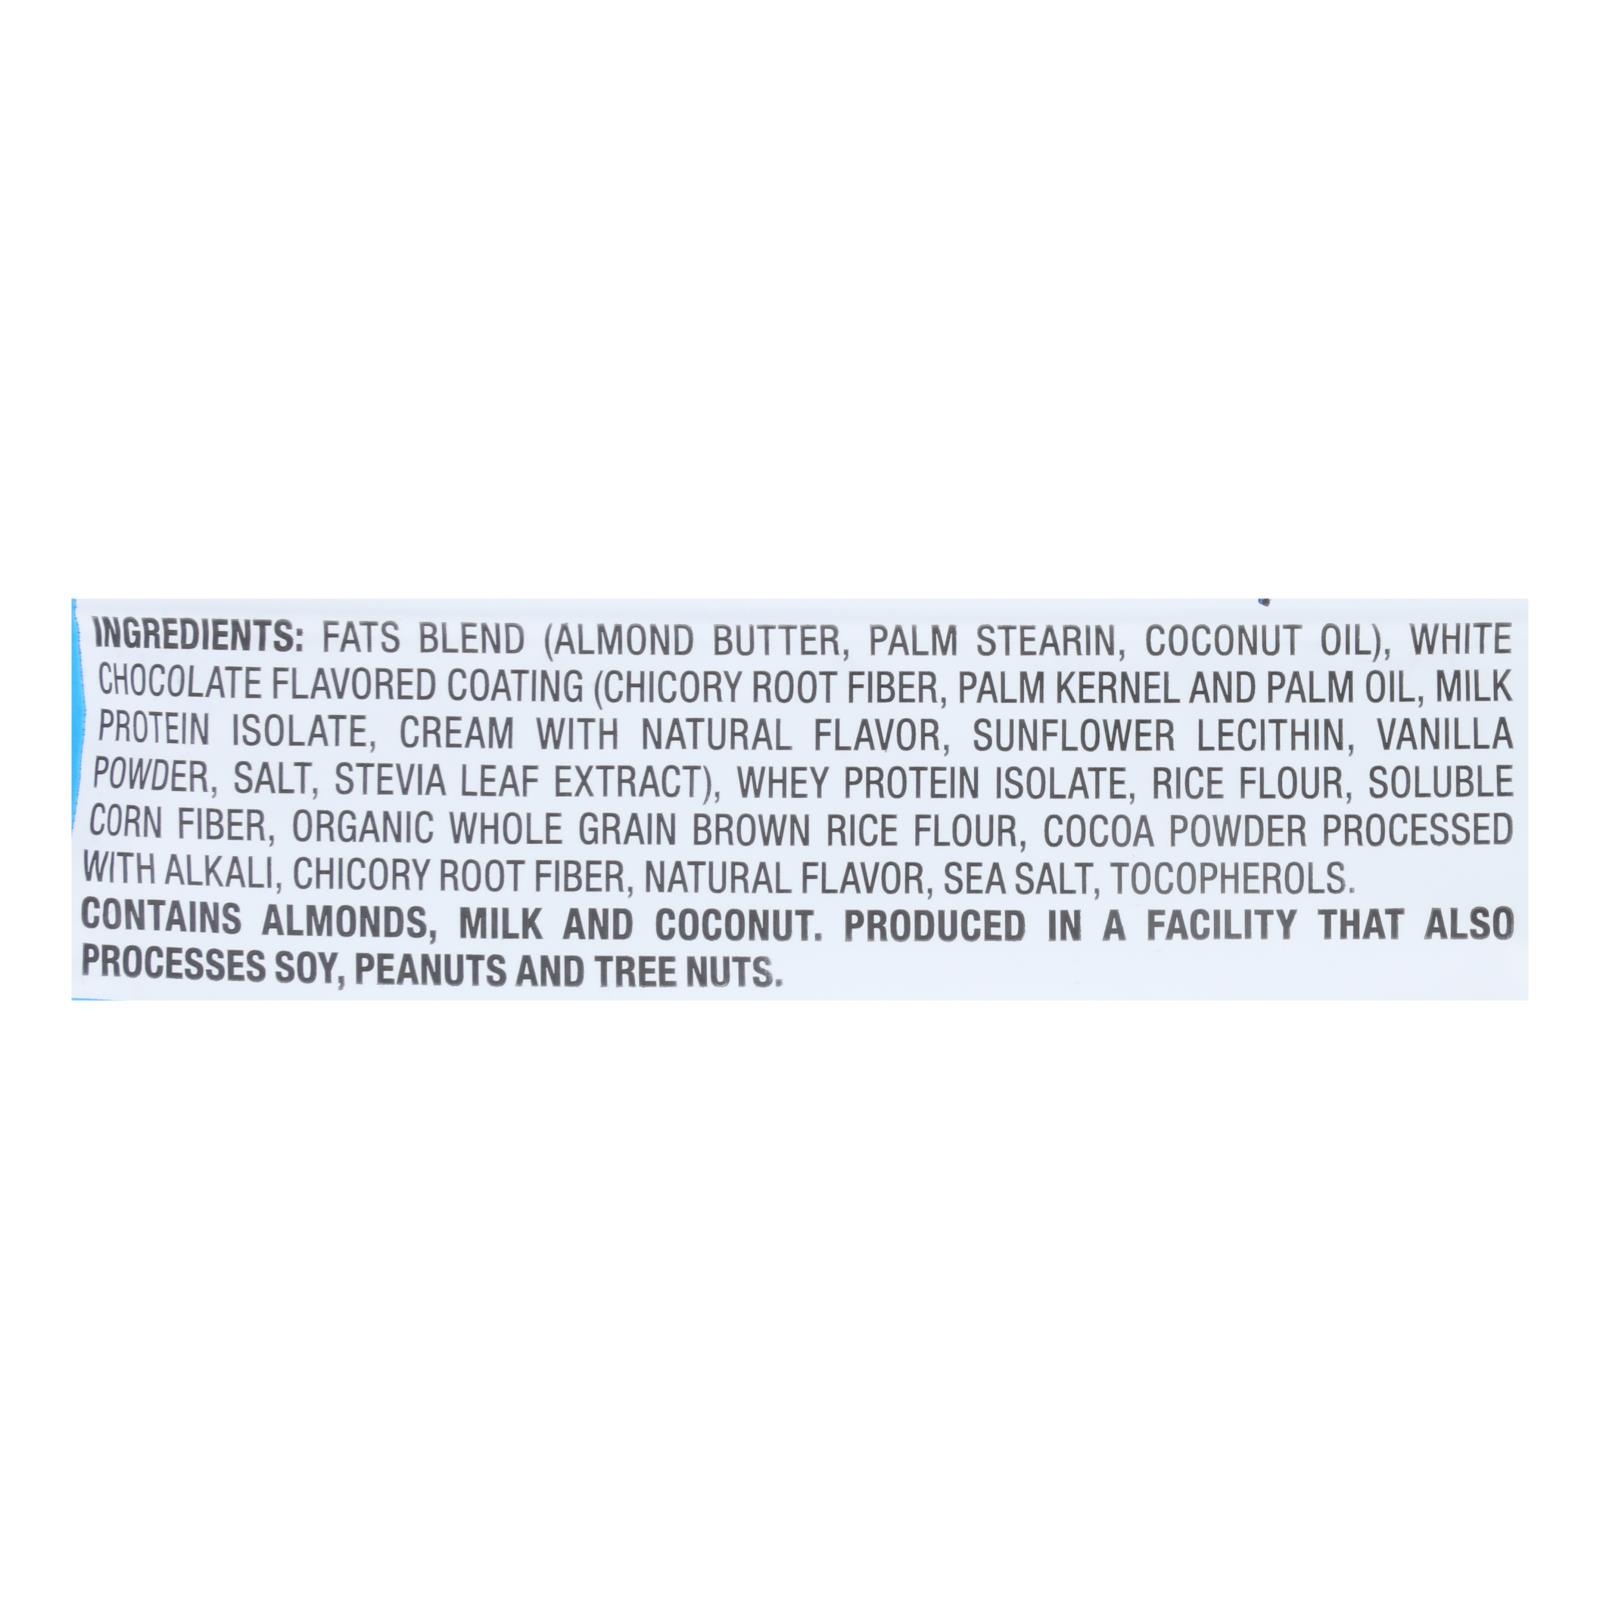 INGREDIENTS: FATS BLEND (ALMOND BUTTER, PALM STEARIN, COCONUT OIL), WHITE
CHOCOLATE FLAVORED COATING (CHICORY ROOT FIBER, PALM KERNEL AND PALM OIL, MILK
PROTEIN ISOLATE, CREAM WITH NATURAL FLAVOR, SUNFLOWER LECITHIN, VANILLA
POWDER, SALT, STEVIA LEAF EXTRACT), WHEY PROTEIN ISOLATE, RICE FLOUR, SOLUBLE
CORN FIBER, ORGANIC WHOLE GRAIN BROWN RICE FLOUR, COCOA POWDER PROCESSED
WITH ALKALI, CHICORY ROOT FIBER, NATURAL FLAVOR, SEA SALT, TOCOPHEROLS.
CONTAINS ALMONDS, MILK AND COCONUT. PRODUCED IN A FACILITY THAT ALSO
PROCESSES SOY, PEANUTS AND TREE NUTS.